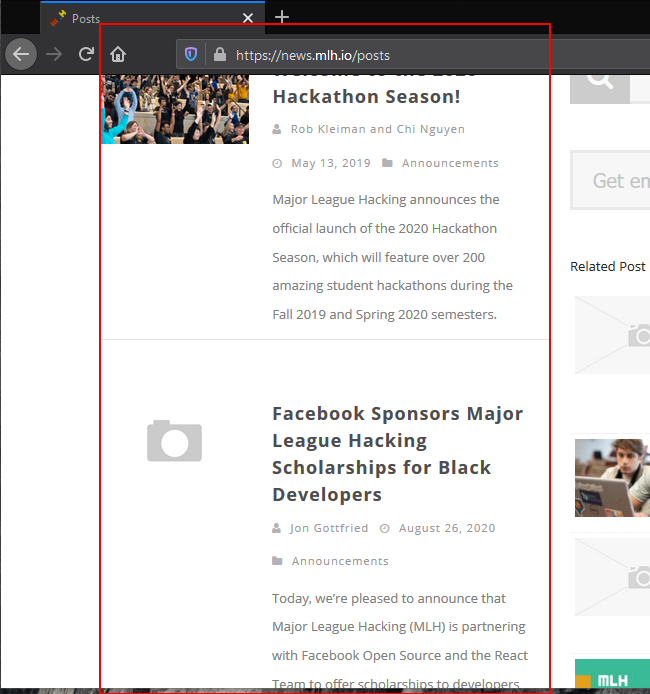 Posts
https://news.mlh.io/posts
Welcome to the 2020
Hackathon Season!
Rob Kleiman and Chi Nguyen
May 13, 2019 Announcements
Major League Hacking announces the
official launch of the 2020 Hackathon
Season, which will feature over 200
amazing student hackathons during the
Fall 2019 and Spring 2020 semesters.
Facebook Sponsors Major
League Hacking
Scholarships for Black
Developers
Jon Gottfried August 26, 2020
Announcements
Today, we’re pleased to announce that
Major League Hacking (MLH) is partnering
with Facebook Open Source and the React
Team to offer scholarships to developers
Get em
Related Post
MLH